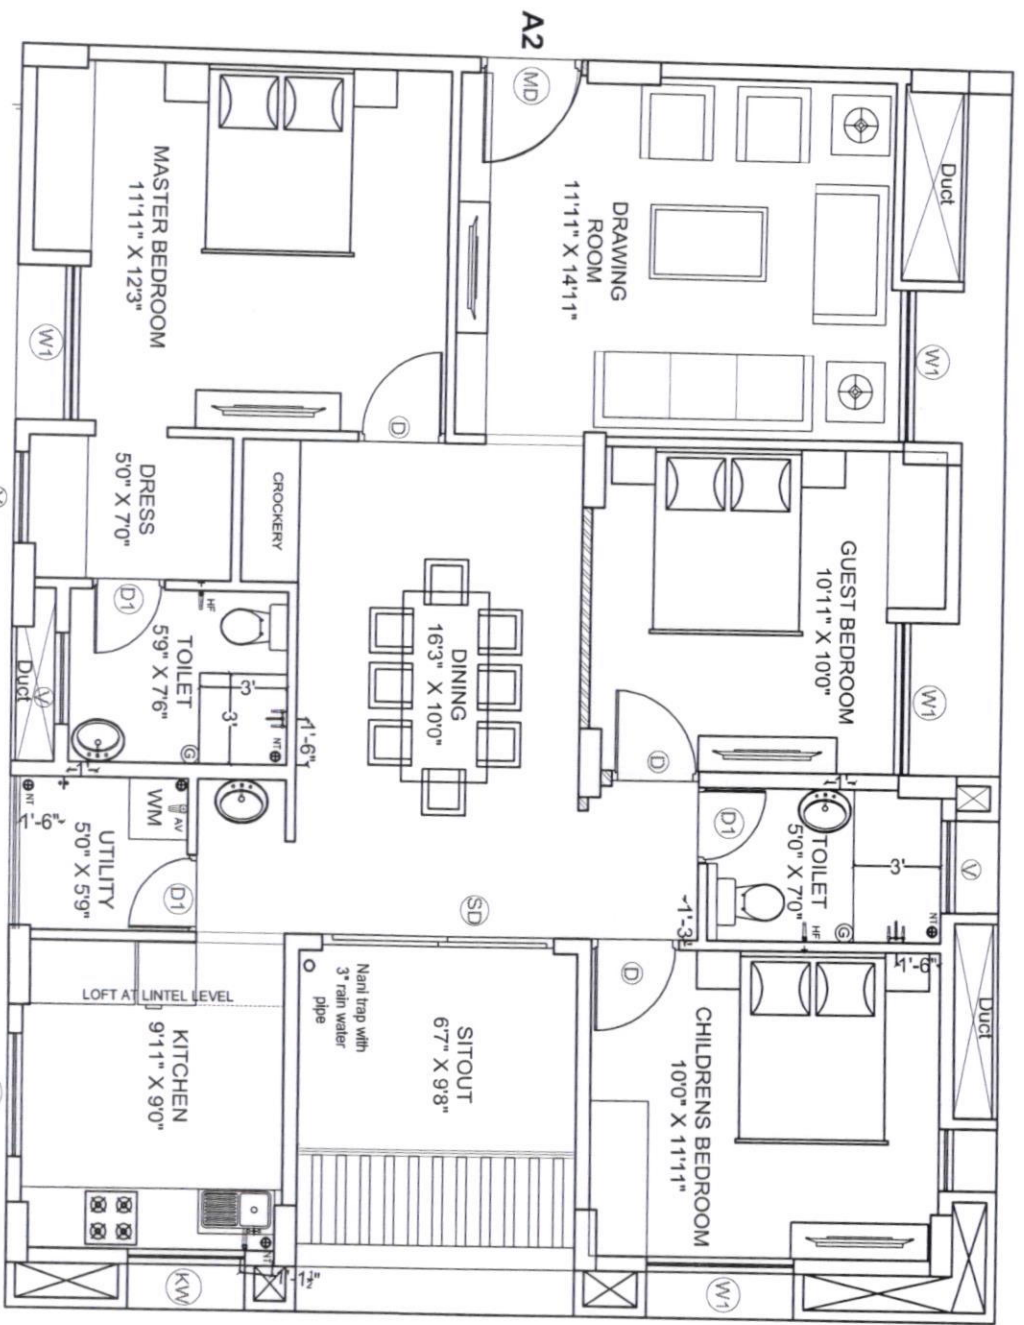 A2
MD
DRAWING
ROOM
11'11" X 14'11"
Duct
W1
MASTER BEDROOM
11'11" X 12'3"
W1
D
DRESS
5'0" X 7'0"
CROCKERY
GUEST BEDROOM
10'11" X 10'0"
W1
D
DINING
16'3" X 10'0"
D1
HF
TOILET
5'9" X 7'6"
3'
3'
NT
G
1'-6"
Duct
V
1'
NT
1'-6"
WM
AV
UTILITY
5'0" X 5'9"
D1
D1
1'
TOILET
5'0" X 7'0"
3'
V
NT
HF
G
1'-6"
1'-3"
SD
Duct
D
CHILDRENS BEDROOM
10'0" X 11'11"
W1
SITOUT
6'7" X 9'8"
Nani trap with
3" rain water
pipe
LOFT AT LINTEL LEVEL
KITCHEN
9'11" X 9'0"
NT
1'-1½"
KW